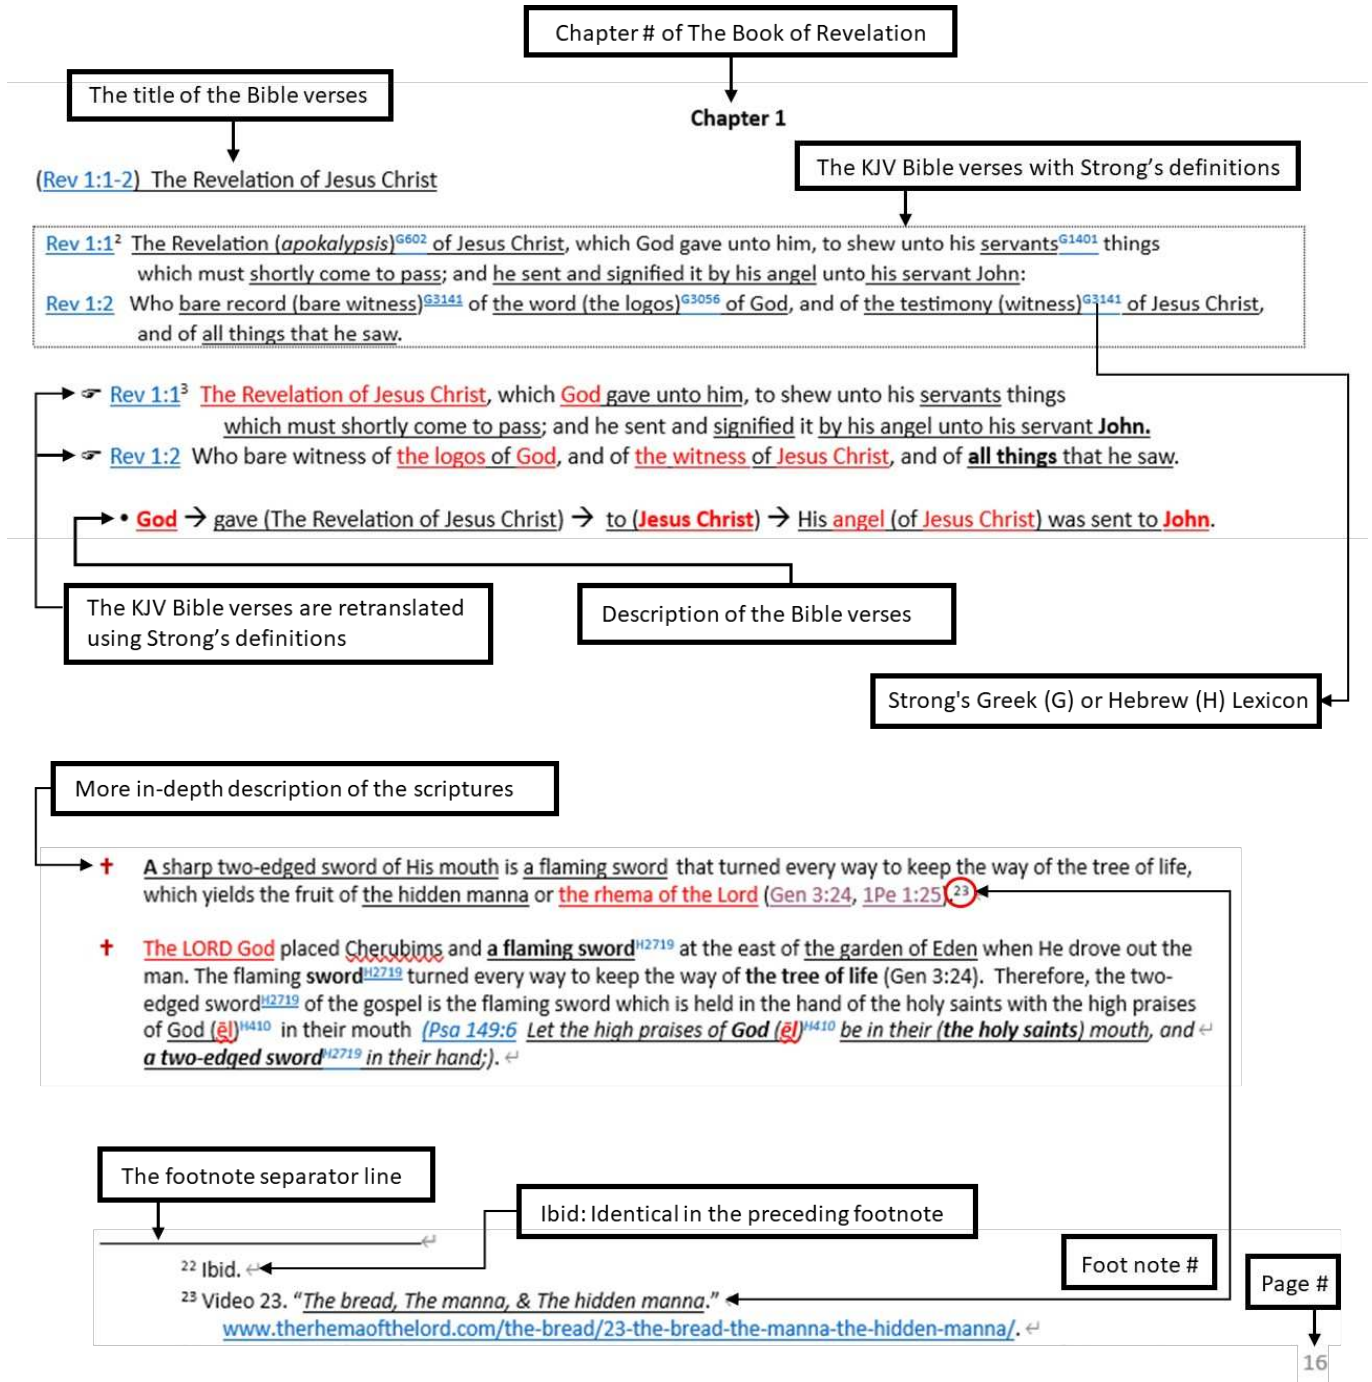 Chapter # of The Book of Revelation
The title of the Bible verses
Chapter 1
The KJV Bible verses with Strong's definitions
(Rev 1:1-2)  The Revelation of Jesus Christ
Rev 1:1² The Revelation (apokalypsis)G602 of Jesus Christ, which God gave unto him, to shew unto his servantsG1401 things
which must shortly come to pass; and he sent and signified it by his angel unto his servant John:
Rev 1:2 Who bare record (bare witness)G3141 of the word (the logos)G3056 of God, and of the testimony (witness)G3141 of Jesus Christ,
and of all things that he saw.
☞ Rev 1:1³ The Revelation of Jesus Christ, which God gave unto him, to shew unto his servants things
which must shortly come to pass; and he sent and signified it by his angel unto his servant John.
☞ Rev 1:2 Who bare witness of the logos of God, and of the witness of Jesus Christ, and of all things that he saw.
• God → gave (The Revelation of Jesus Christ) → to (Jesus Christ) → His angel (of Jesus Christ) was sent to John.
The KJV Bible verses are retranslated
using Strong's definitions
Description of the Bible verses
Strong's Greek (G) or Hebrew (H) Lexicon
More in-depth description of the scriptures
✝ A sharp two-edged sword of His mouth is a flaming sword that turned every way to keep the way of the tree of life,
which yields the fruit of the hidden manna or the rhema of the Lord (Gen 3:24, 1Pe 1:25).23
✝ The LORD God placed Cherubims and a flaming swordH2719 at the east of the garden of Eden when He drove out the
man. The flaming swordH2719 turned every way to keep the way of the tree of life (Gen 3:24). Therefore, the two-
edged swordH2719 of the gospel is the flaming sword which is held in the hand of the holy saints with the high praises
of God (ēl)H410 in their mouth (Psa 149:6 Let the high praises of God (ēl)H410 be in their (the holy saints) mouth, and ↵
a two-edged swordH2719 in their hand;). ↵
The footnote separator line
Ibid: Identical in the preceding footnote
Foot note #
Page #
22 Ibid. ↵
23 Video 23. "The bread, The manna, & The hidden manna."
www.therhemaofthelord.com/the-bread/23-the-bread-the-manna-the-hidden-manna/. ↵
16